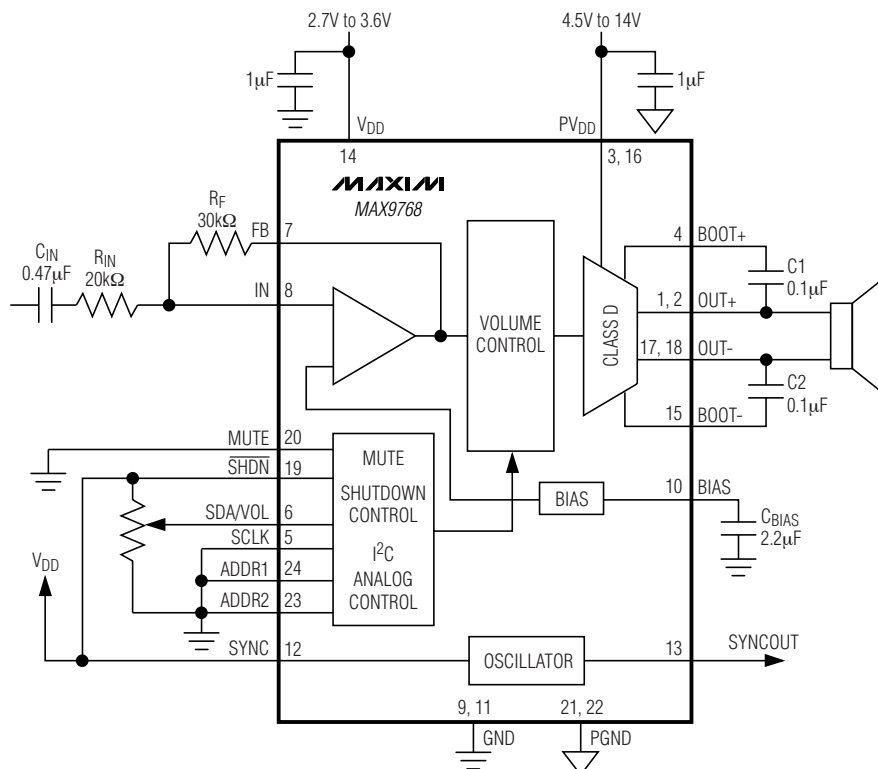 2.7V to 3.6V
4.5V to 14V
1µF
1µF
VDD
PVDD
14
3, 16
MAXIM
MAX9768
RF
30kΩ
FB
7
CIN
0.47µF
RIN
20kΩ
IN
8
VOLUME
CONTROL
CLASS D
4
BOOT+
C1
0.1µF
1, 2
OUT+
17, 18
OUT-
C2
0.1µF
15
BOOT-
MUTE
20
SHDN
19
SDA/VOL
6
SCLK
5
ADDR1
24
ADDR2
23
MUTE
SHUTDOWN
CONTROL
I²C
ANALOG
CONTROL
BIAS
10
BIAS
CBIAS
2.2µF
VDD
SYNC
12
OSCILLATOR
13
SYNCOUT
9, 11
GND
21, 22
PGND